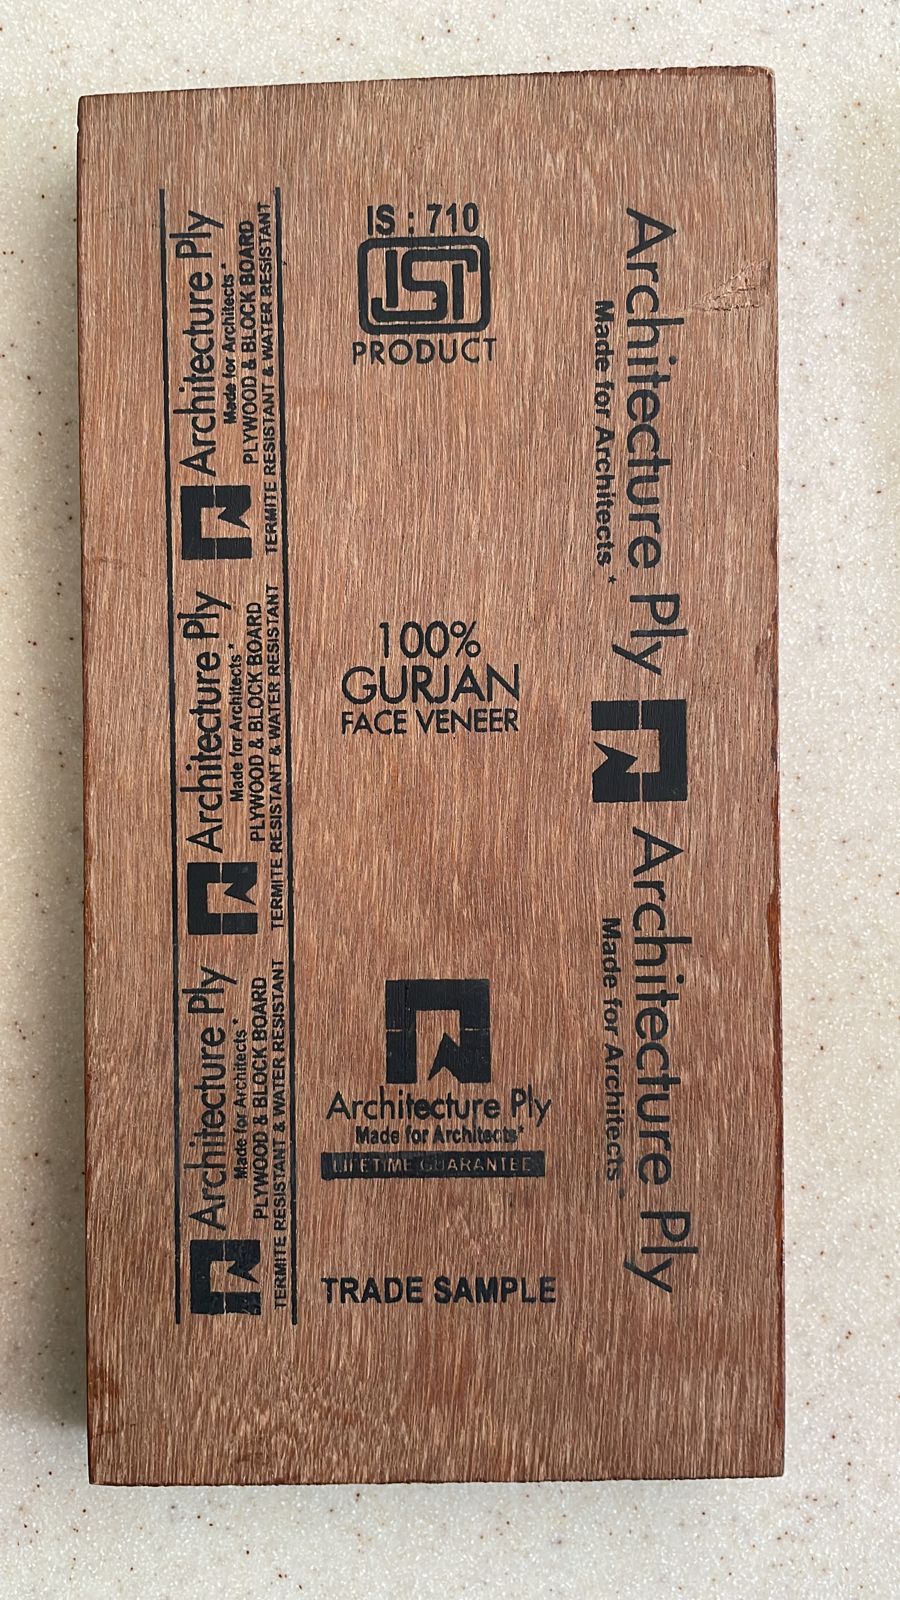 Architecture Ply
Made for Architects*
PLYWOOD & BLOCK BOARD
TERMITE RESISTANT & WATER RESISTANT
Architecture Ply
Made for Architects*
PLYWOOD & BLOCK BOARD
TERMITE RESISTANT & WATER RESISTANT
Architecture Ply
Made for Architects*
PLYWOOD & BLOCK BOARD
TERMITE RESISTANT & WATER RESISTANT
IS : 710
ISI
PRODUCT
100%
GURJAN
FACE VENEER
Architecture Ply
Made for Architects*
LIFETIME GUARANTEE
TRADE SAMPLE
Architecture Ply
Made for Architects*
Architecture Ply
Made for Architects*